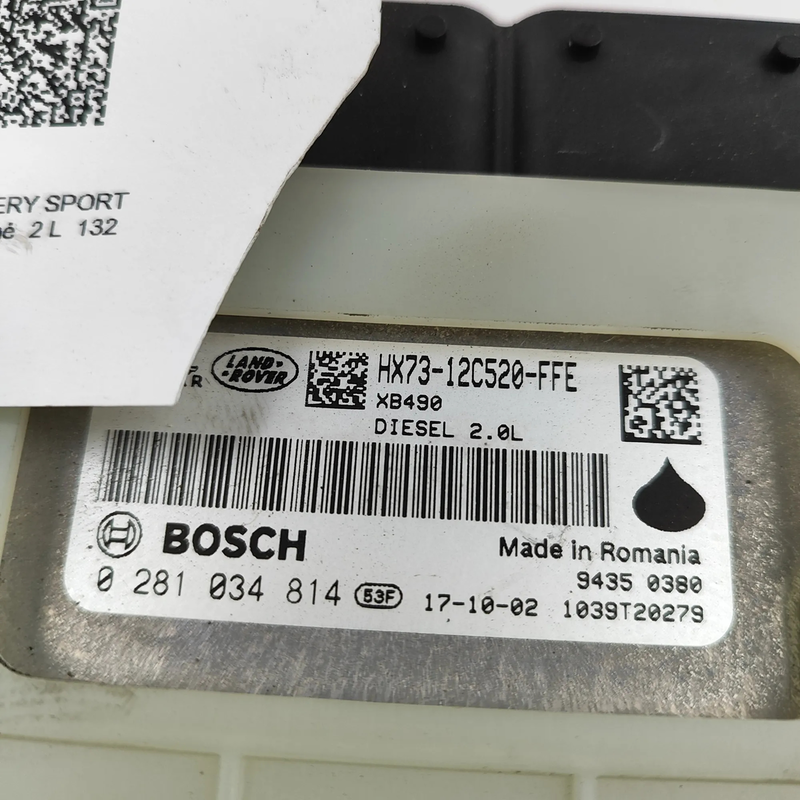 ERY SPORT
2 L 132
LAND-
-ROVER
HX73-12C520-FFE
XB490
DIESEL 2.0L
BOSCH
Made in Romania
9435 0380
0 281 034 814 53F 17-10-02 1039T20279